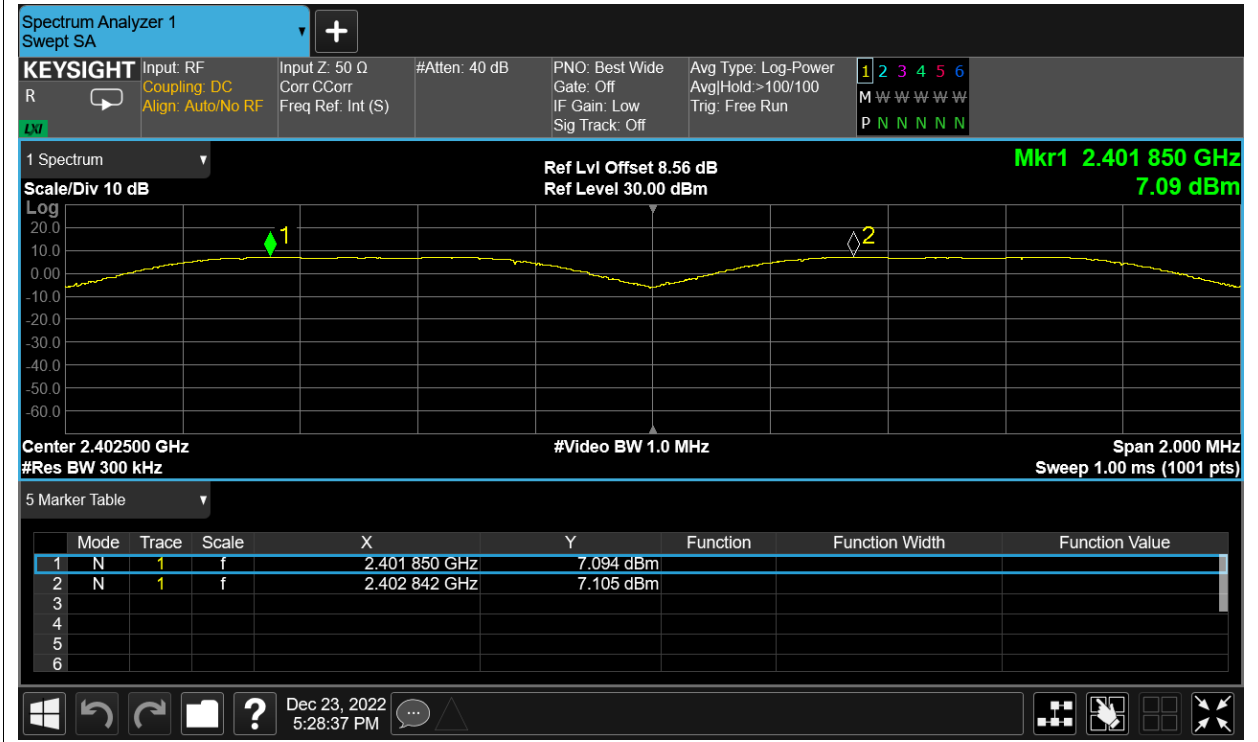 Spectrum Analyzer 1
Swept SA
KEYSIGHT
R
LXI
Input: RF
Coupling: DC
Align: Auto/No RF
Input Z: 50 Ω
Corr CCorr
Freq Ref: Int (S)
#Atten: 40 dB
PNO: Best Wide
Gate: Off
IF Gain: Low
Sig Track: Off
Avg Type: Log-Power
Avg|Hold:>100/100
Trig: Free Run
1 2 3 4 5 6
M W W W W W
P N N N N N
1 Spectrum
Scale/Div 10 dB
Ref Lvl Offset 8.56 dB
Ref Level 30.00 dBm
Mkr1 2.401 850 GHz
7.09 dBm
Log
20.0
10.0
0.00
-10.0
-20.0
-30.0
-40.0
-50.0
-60.0
1
2
Center 2.402500 GHz
#Video BW 1.0 MHz
Span 2.000 MHz
#Res BW 300 kHz
Sweep 1.00 ms (1001 pts)
5 Marker Table
Mode Trace Scale X Y Function Function Width Function Value
1 N 1 f 2.401 850 GHz 7.094 dBm
2 N 1 f 2.402 842 GHz 7.105 dBm
3
4
5
6
?
Dec 23, 2022
5:28:37 PM